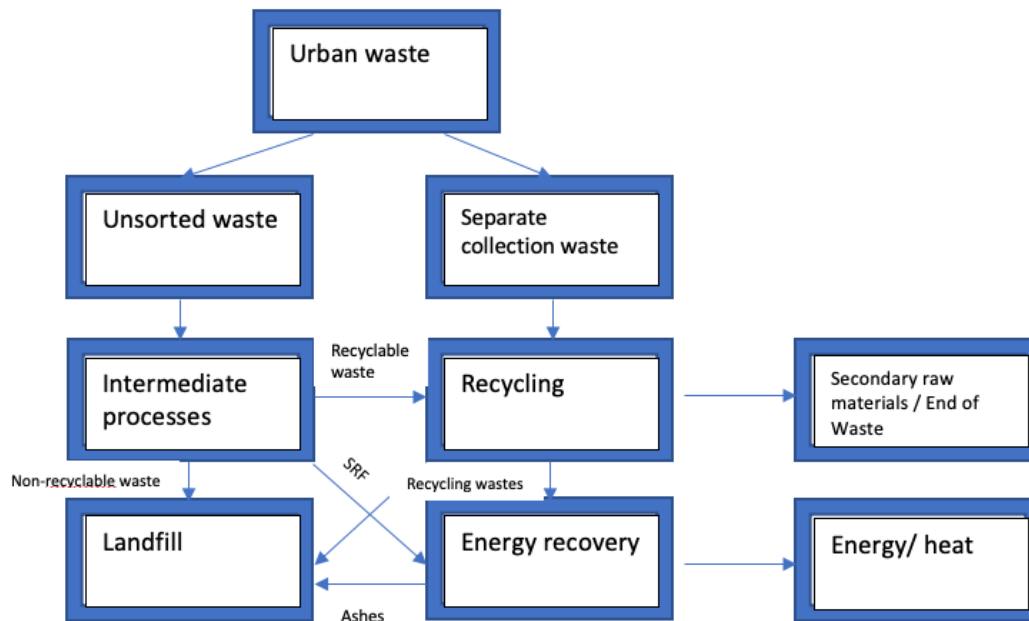 Urban waste
Unsorted waste
Separate
collection waste
Recyclable
waste
Intermediate
processes
Recycling
Secondary raw
materials / End of
Waste
Non-recyclable waste
SRF
Recycling wastes
Landfill
Energy recovery
Energy/ heat
Ashes